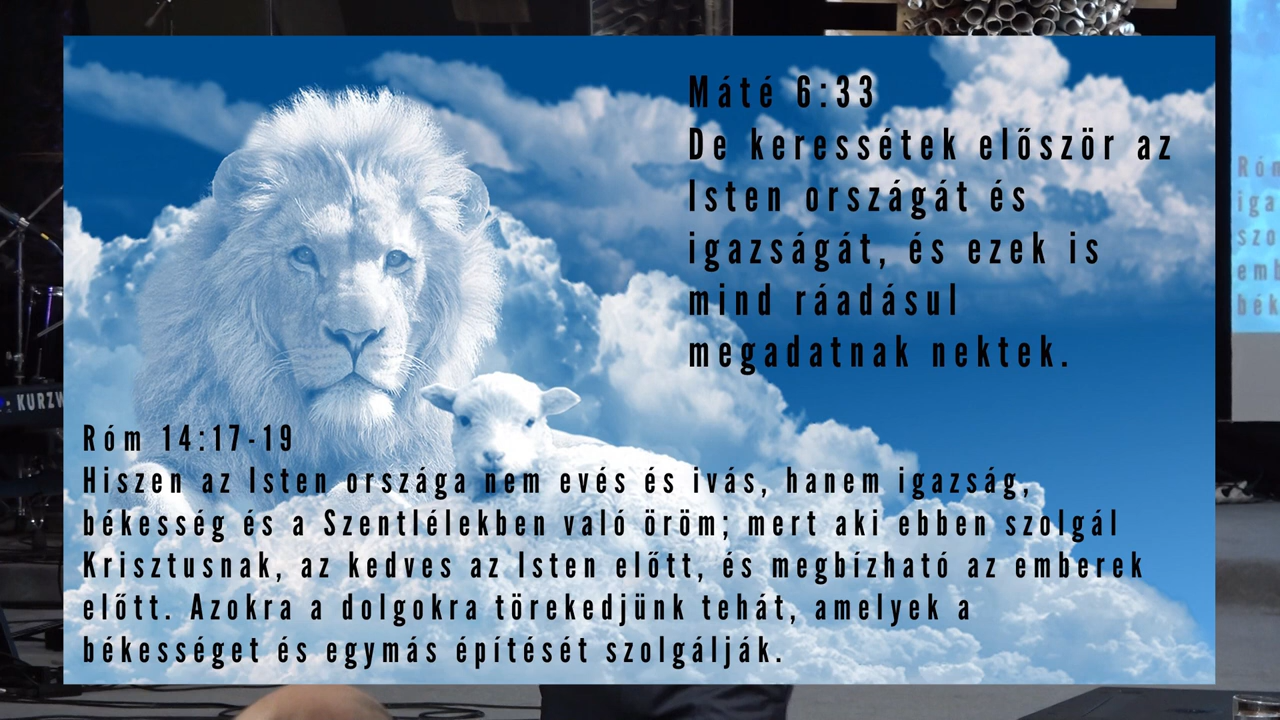 Máté 6:33
De keressétek először az
Isten országát és
igazságát, és ezek is
mind ráadásul
megadatnak nektek.
Róm 14:17-19
Hiszen az Isten országa nem evés és ivás, hanem igazság,
békesség és a Szentlélekben való öröm; mert aki ebben szolgál
Krisztusnak, az kedves az Isten előtt, és megbízható az emberek
előtt. Azokra a dolgokra törekedjünk tehát, amelyek a
békességet és egymás építését szolgálják.